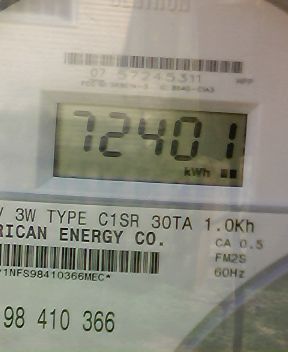 07 57245311
72401
kWh
V 3W TYPE C1SR 30TA 1.0Kh
RICAN ENERGY CO.
CA 0.5
FM2S
60Hz
1NFS98410366MEC*
98 410 366